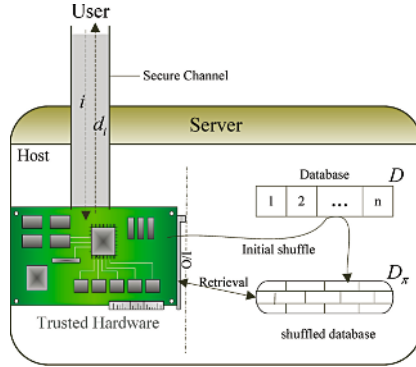 User
Secure Channel
i
d_i
Server
Host
Database
D
1 2 ... n
Initial shuffle
I/O
Retrieval
D_π
Trusted Hardware
shuffled database